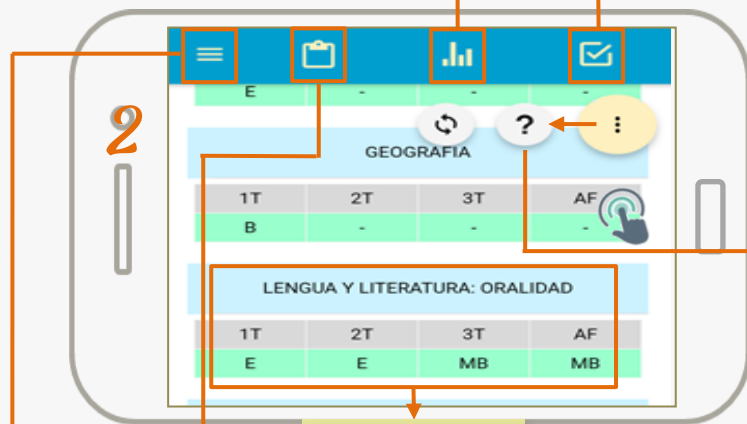 2
E - - -
?
GEOGRAFIA
1T 2T 3T AF
B - - -
LENGUA Y LITERATURA: ORALIDAD
1T 2T 3T AF
E E MB MB